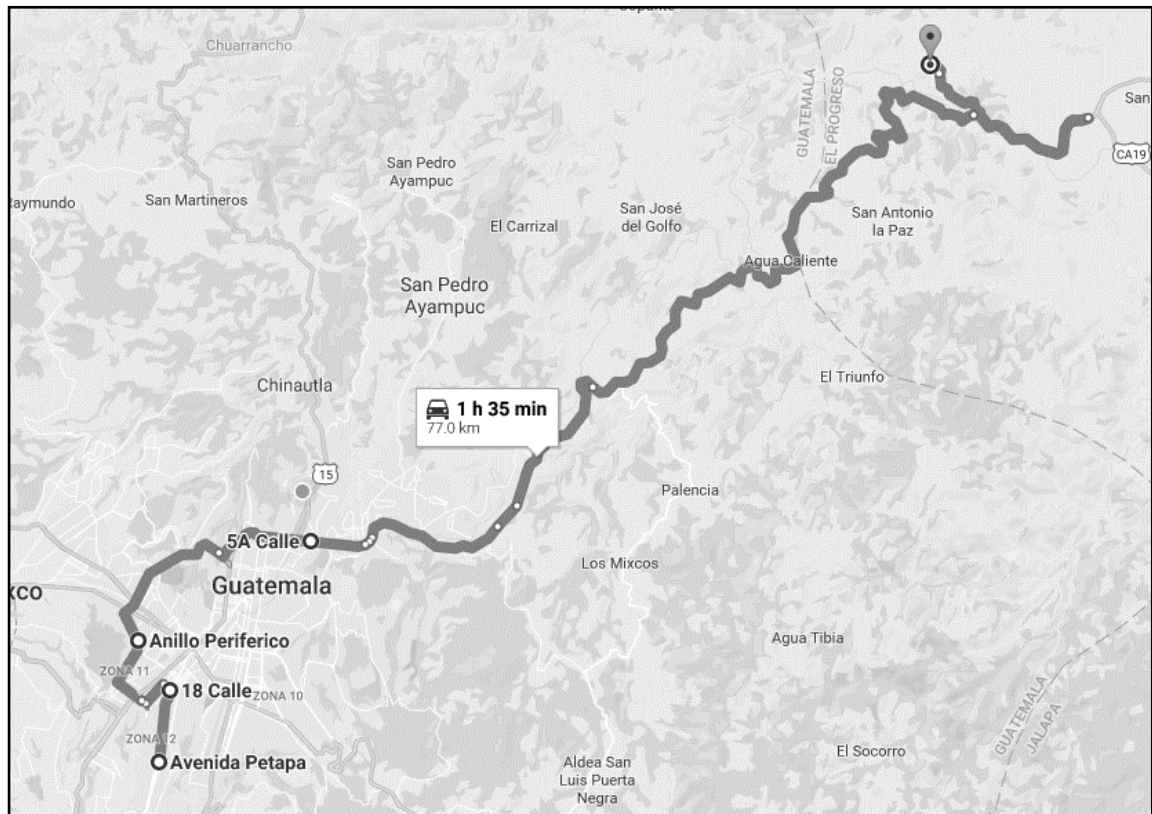 Chuarrancho
GUATEMALA
EL PROGRESO
San
CA19
San Pedro
Ayampuc
Raymundo
San Martineros
El Carrizal
San José
del Golfo
San Antonio
la Paz
Agua Caliente
San Pedro
Ayampuc
El Triunfo
Chinautla
1 h 35 min
77.0 km
15
Palencia
5A Calle
Guatemala
Los Mixcos
XCO
Anillo Periferico
Agua Tibia
ZONA 11
18 Calle
ZONA 10
GUATEMALA
JALAPA
ZONA 12
Avenida Petapa
El Socorro
Aldea San
Luis Puerta
Negra